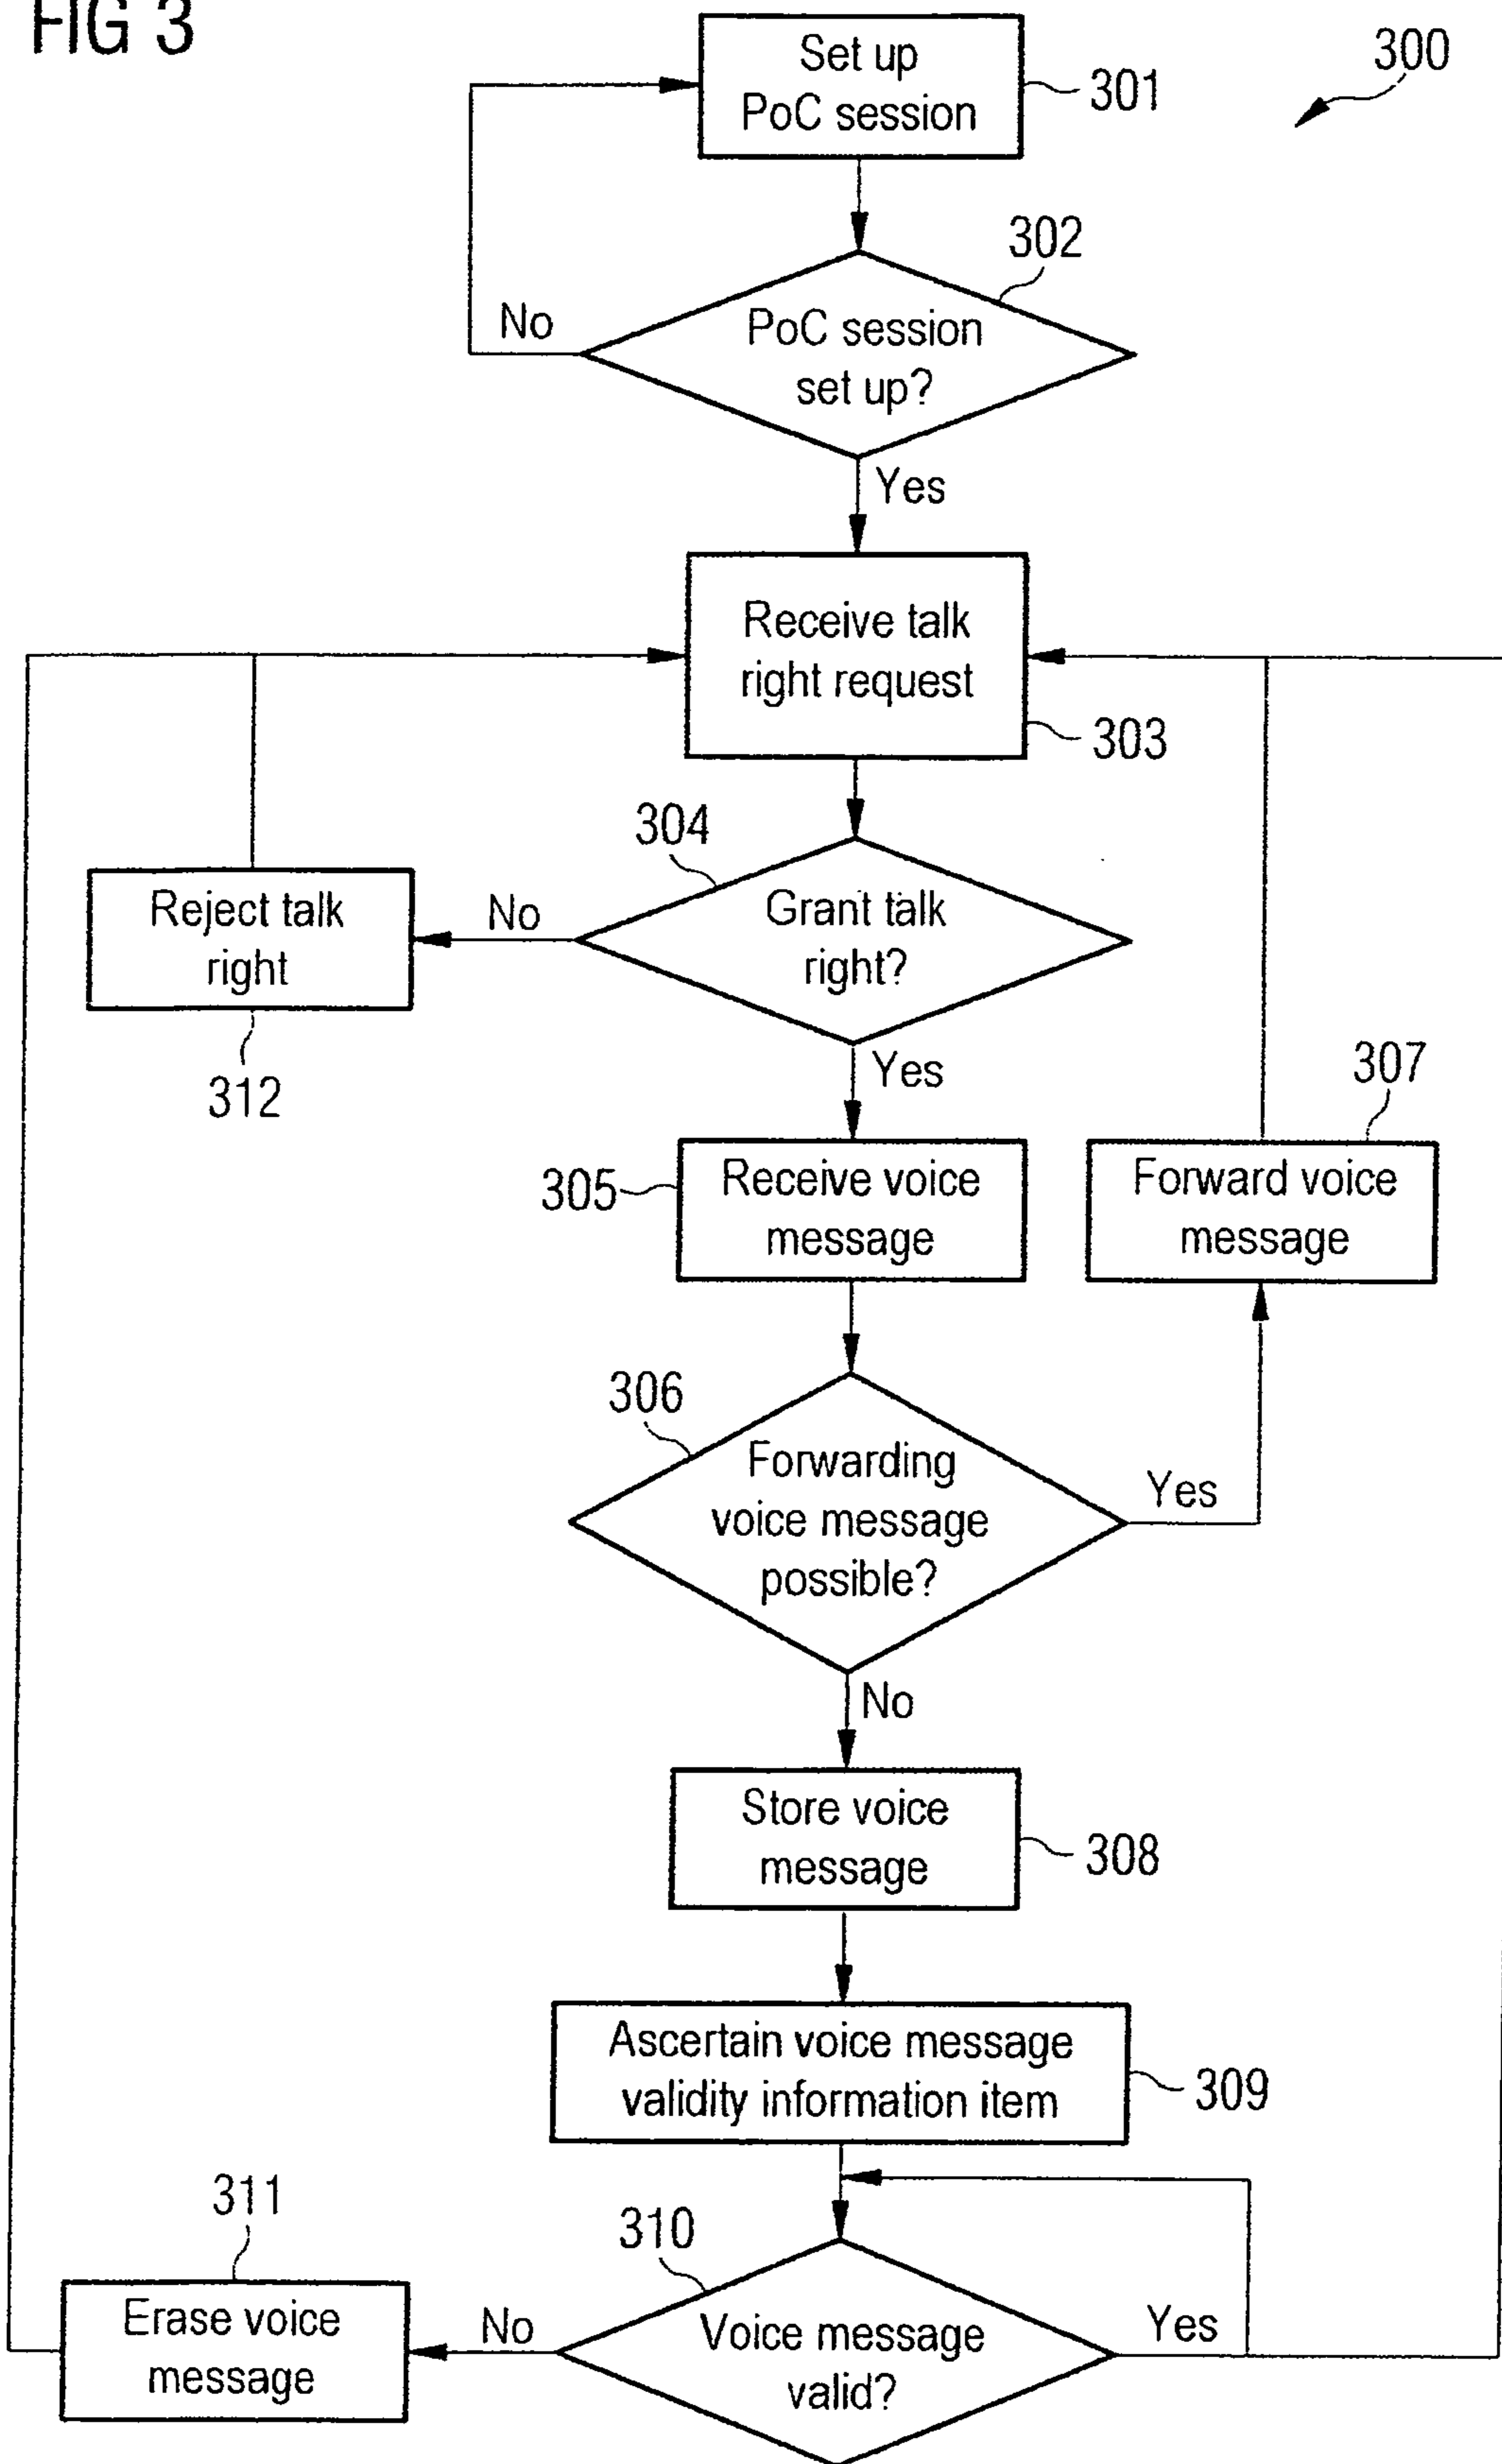 FIG 3
300
Set up
PoC session
301
302
PoC session
set up?
No
Yes
Receive talk
right request
303
304
Grant talk
right?
No
Reject talk
right
312
Yes
305
Receive voice
message
307
Forward voice
message
306
Forwarding
voice message
possible?
Yes
No
Store voice
message
308
Ascertain voice message
validity information item
309
310
Voice message
valid?
Yes
No
311
Erase voice
message